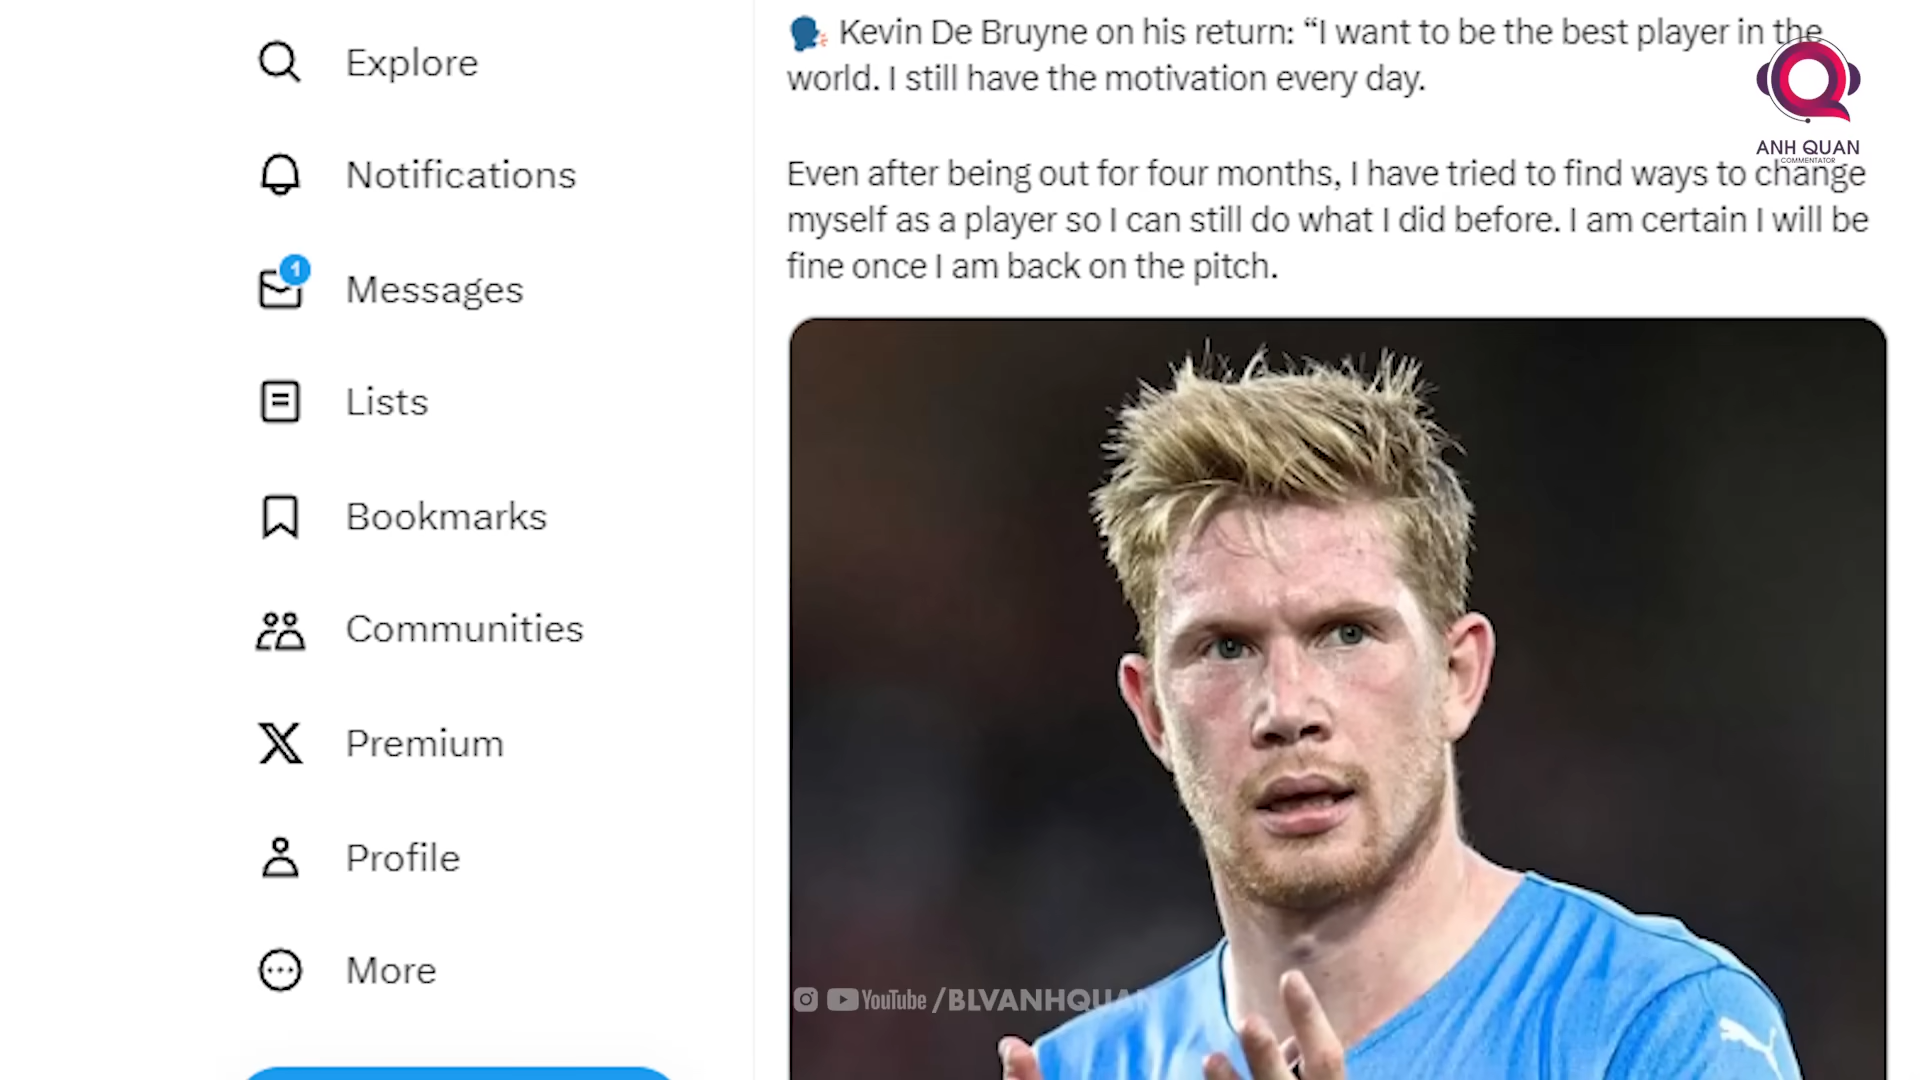 Explore
Notifications
1
Messages
Lists
Bookmarks
Communities
Premium
Profile
More
Kevin De Bruyne on his return: “I want to be the best player in the
world. I still have the motivation every day.
Even after being out for four months, I have tried to find ways to change
myself as a player so I can still do what I did before. I am certain I will be
fine once I am back on the pitch.
ANH QUAN
COMMENTATOR
YouTube /BLVANHQUAN